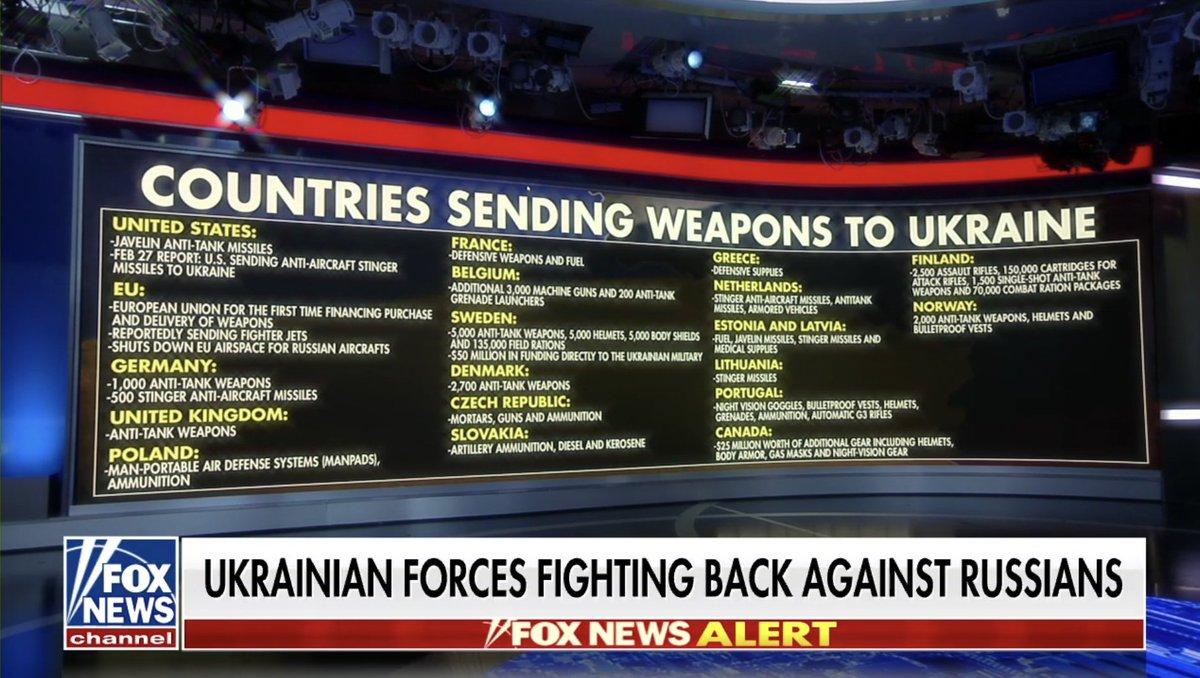 COUNTRIES SENDING WEAPONS TO UKRAINE
UNITED STATES:
-JAVELIN ANTI-TANK MISSILES
-FEB 27 REPORT: U.S. SENDING ANTI-AIRCRAFT STINGER
MISSILES TO UKRAINE
EU:
-EUROPEAN UNION FOR THE FIRST TIME FINANCING PURCHASE
AND DELIVERY OF WEAPONS
-REPORTEDLY SENDING FIGHTER JETS
-SHUTS DOWN EU AIRSPACE FOR RUSSIAN AIRCRAFTS
GERMANY:
-1,000 ANTI-TANK WEAPONS
-500 STINGER ANTI-AIRCRAFT MISSILES
UNITED KINGDOM:
-ANTI-TANK WEAPONS
POLAND:
-MAN-PORTABLE AIR DEFENSE SYSTEMS (MANPADS),
AMMUNITION
FRANCE:
-DEFENSIVE WEAPONS AND FUEL
BELGIUM:
-ADDITIONAL 3,000 MACHINE GUNS AND 200 ANTI-TANK
GRENADE LAUNCHERS
SWEDEN:
-5,000 ANTI-TANK WEAPONS, 5,000 HELMETS, 5,000 BODY SHIELDS
AND 135,000 FIELD RATIONS
-$50 MILLION IN FUNDING DIRECTLY TO THE UKRAINIAN MILITARY
DENMARK:
-2,700 ANTI-TANK WEAPONS
CZECH REPUBLIC:
-MORTARS, GUNS AND AMMUNITION
SLOVAKIA:
-ARTILLERY AMMUNITION, DIESEL AND KEROSENE
GREECE:
-DEFENSIVE SUPPLIES
NETHERLANDS:
-STINGER ANTI-AIRCRAFT MISSILES, ANTITANK
MISSILES, ARMORED VEHICLES
ESTONIA AND LATVIA:
-FUEL, JAVELIN MISSILES, STINGER MISSILES AND
MEDICAL SUPPLIES
LITHUANIA:
-STINGER MISSILES
PORTUGAL:
-NIGHT VISION GOGGLES, BULLETPROOF VESTS, HELMETS,
GRENADES, AMMUNITION, AUTOMATIC G3 RIFLES
CANADA:
-$25 MILLION WORTH OF ADDITIONAL GEAR INCLUDING HELMETS,
BODY ARMOR, GAS MASKS AND NIGHT-VISION GEAR
FINLAND:
-2,500 ASSAULT RIFLES, 150,000 CARTRIDGES FOR
ATTACK RIFLES, 1,500 SINGLE-SHOT ANTI-TANK
WEAPONS AND 70,000 COMBAT RATION PACKAGES
NORWAY:
2,000 ANTI-TANK WEAPONS, HELMETS AND
BULLETPROOF VESTS
FOX
NEWS
channel
UKRAINIAN FORCES FIGHTING BACK AGAINST RUSSIANS
FOX NEWS ALERT